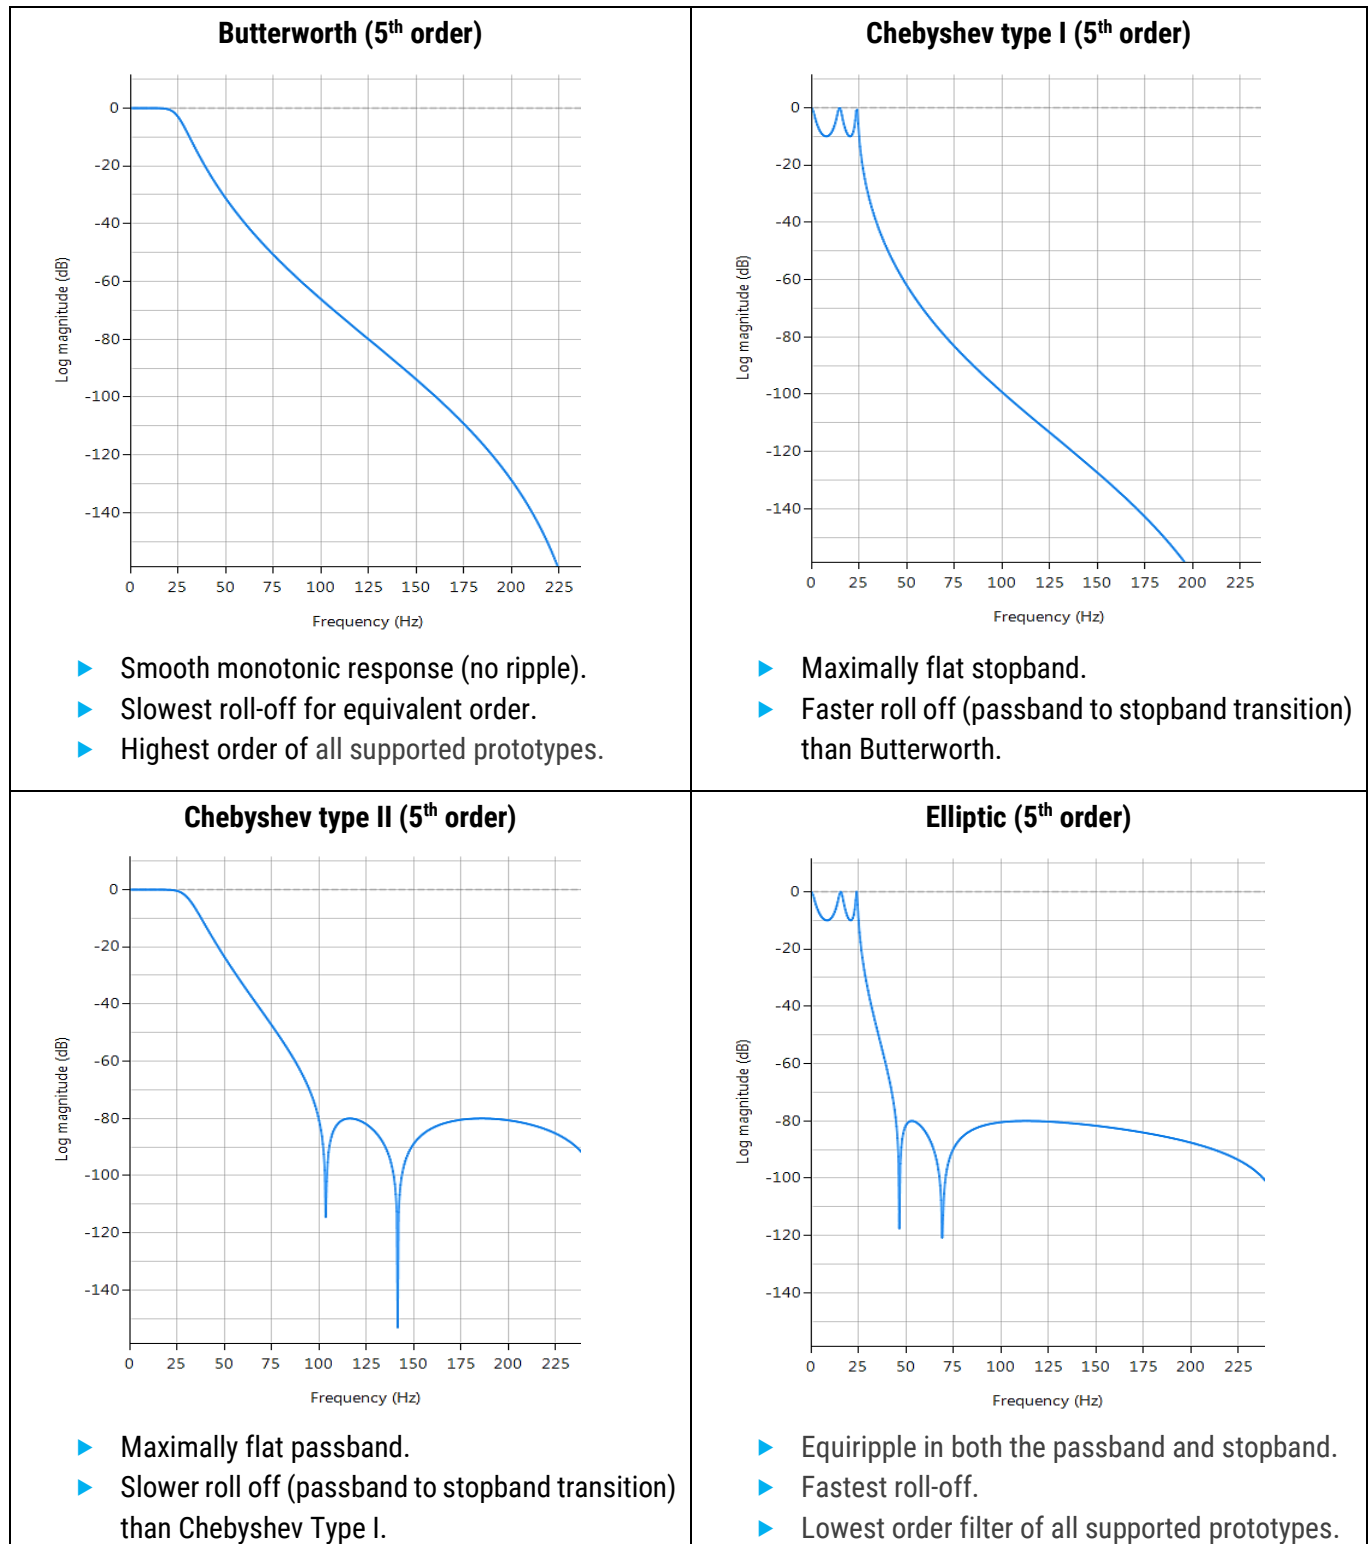 Butterworth (5th order)
0
-20
-40
-60
-80
-100
-120
-140
Log magnitude (dB)
0 25 50 75 100 125 150 175 200 225
Frequency (Hz)
Smooth monotonic response (no ripple).
Slowest roll-off for equivalent order.
Highest order of all supported prototypes.
Chebyshev type I (5th order)
0
-20
-40
-60
-80
-100
-120
-140
Log magnitude (dB)
0 25 50 75 100 125 150 175 200 225
Frequency (Hz)
Maximally flat stopband.
Faster roll off (passband to stopband transition)
than Butterworth.
Chebyshev type II (5th order)
0
-20
-40
-60
-80
-100
-120
-140
Log magnitude (dB)
0 25 50 75 100 125 150 175 200 225
Frequency (Hz)
Maximally flat passband.
Slower roll off (passband to stopband transition)
than Chebyshev Type I.
Elliptic (5th order)
0
-20
-40
-60
-80
-100
-120
-140
Log magnitude (dB)
0 25 50 75 100 125 150 175 200 225
Frequency (Hz)
Equiripple in both the passband and stopband.
Fastest roll-off.
Lowest order filter of all supported prototypes.